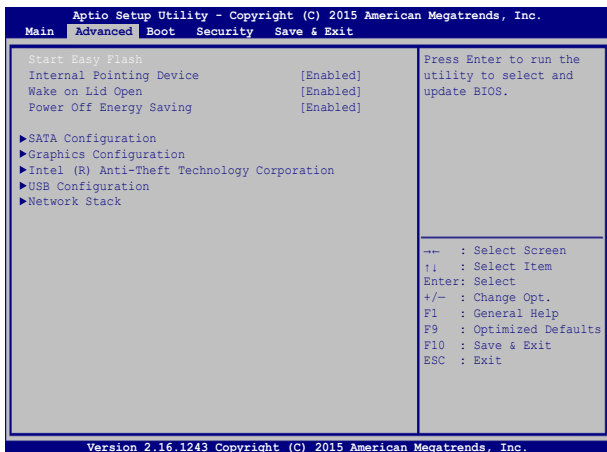 Aptio Setup Utility - Copyright (C) 2015 American Megatrends, Inc.
Main Advanced Boot Security Save & Exit
Start Easy Flash
Internal Pointing Device [Enabled]
Wake on Lid Open [Enabled]
Power Off Energy Saving [Enabled]
▶SATA Configuration
▶Graphics Configuration
▶Intel (R) Anti-Theft Technology Corporation
▶USB Configuration
▶Network Stack
Press Enter to run the
utility to select and
update BIOS.
→← : Select Screen
↑↓ : Select Item
Enter: Select
+/— : Change Opt.
F1 : General Help
F9 : Optimized Defaults
F10 : Save & Exit
ESC : Exit
Version 2.16.1243 Copyright (C) 2015 American Megatrends, Inc.